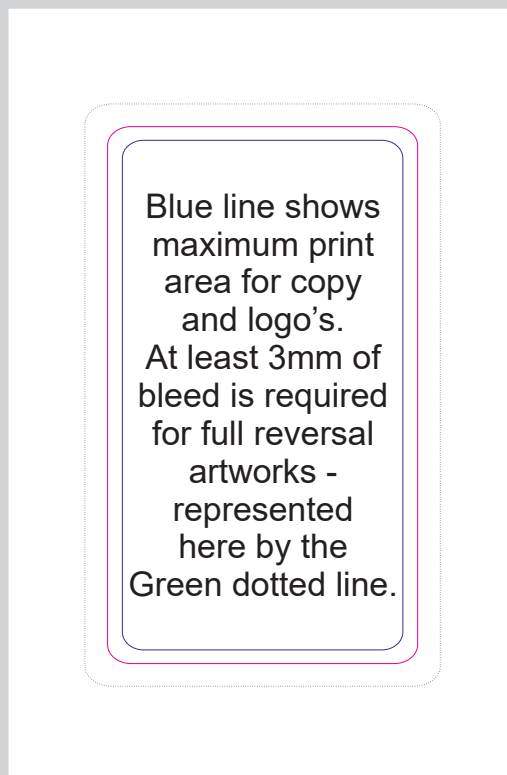 Blue line shows
maximum print
area for copy
and logo’s.
At least 3mm of
bleed is required
for full reversal
artworks -
represented
here by the
Green dotted line.